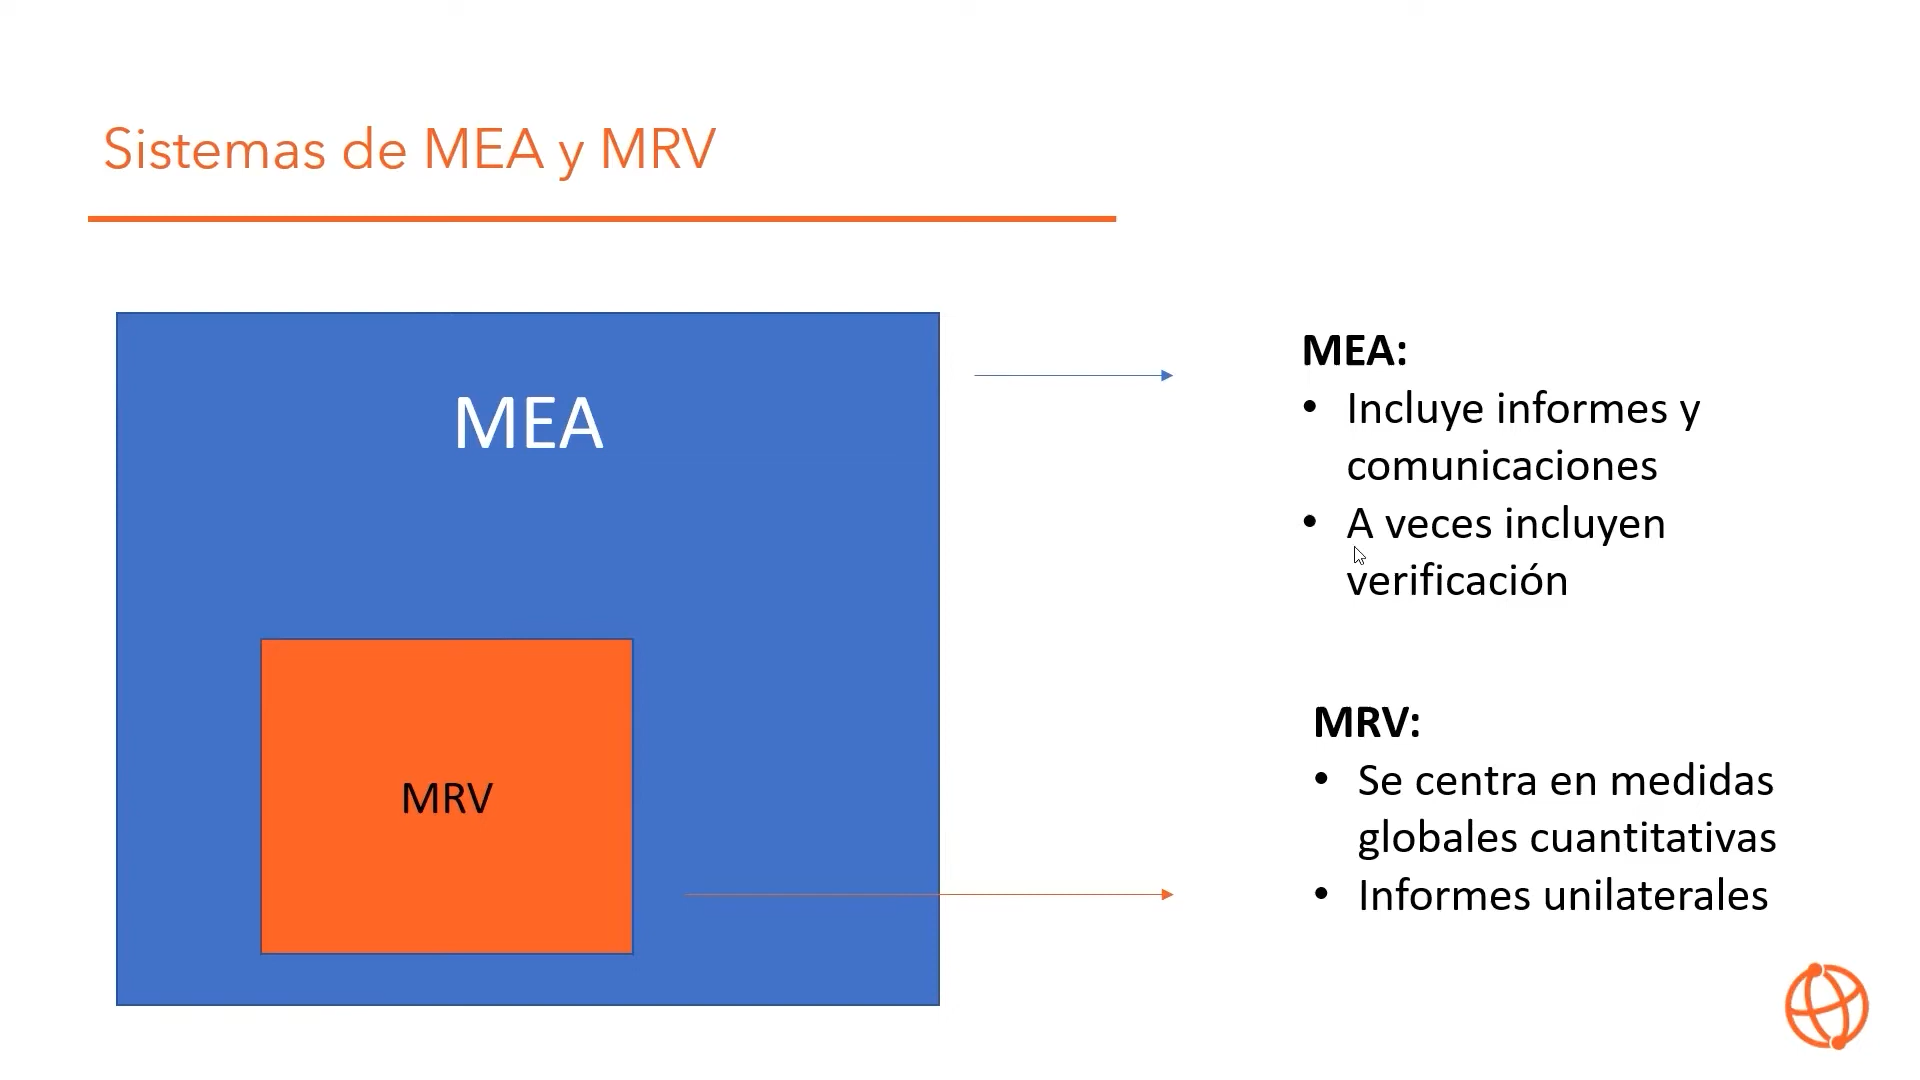 Sistemas de MEA y MRV
MEA
MRV
MEA:
• Incluye informes y
comunicaciones
• A veces incluyen
verificación
MRV:
• Se centra en medidas
globales cuantitativas
• Informes unilaterales